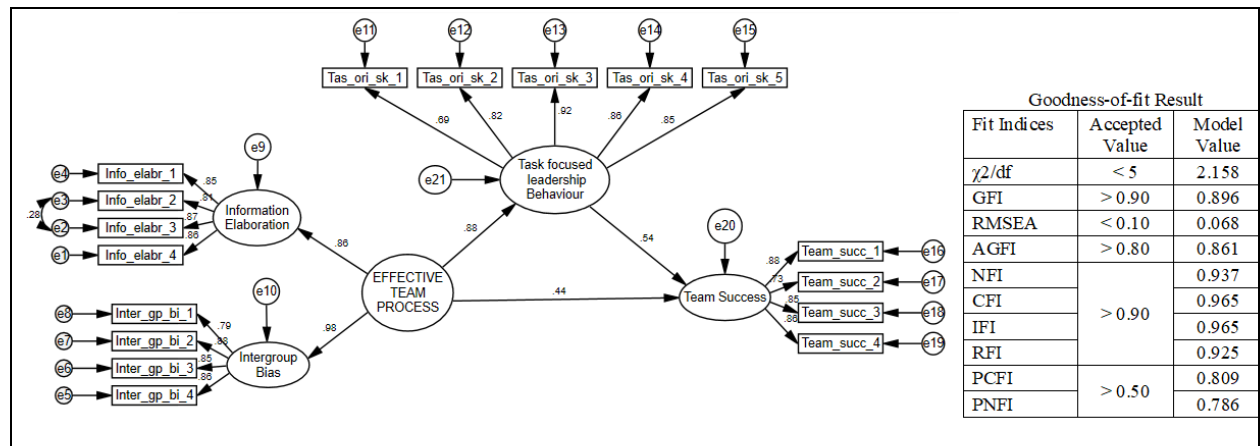 e11
e12
e13
e14
e15
Tas_ori_sk_1
Tas_ori_sk_2
Tas_ori_sk_3
Tas_ori_sk_4
Tas_ori_sk_5
.69
.82
.92
.86
.85
e21
Task focused
leadership
Behaviour
e9
e4
Info_elabr_1
e3
Info_elabr_2
e2
Info_elabr_3
e1
Info_elabr_4
.28
.85
.81
.87
.86
Information
Elaboration
.86
.88
.54
e20
EFFECTIVE
TEAM
PROCESS
.44
Team Success
.88
.73
.85
.86
Team_succ_1
e16
Team_succ_2
e17
Team_succ_3
e18
Team_succ_4
e19
.98
e10
e8
Inter_gp_bi_1
e7
Inter_gp_bi_2
e6
Inter_gp_bi_3
e5
Inter_gp_bi_4
.79
.88
.85
.86
Intergroup
Bias
Goodness-of-fit Result
Fit Indices Accepted Value Model Value
χ2/df < 5 2.158
GFI > 0.90 0.896
RMSEA < 0.10 0.068
AGFI > 0.80 0.861
NFI 0.937
CFI 0.965
> 0.90
IFI 0.965
RFI 0.925
PCFI 0.809
> 0.50
PNFI 0.786